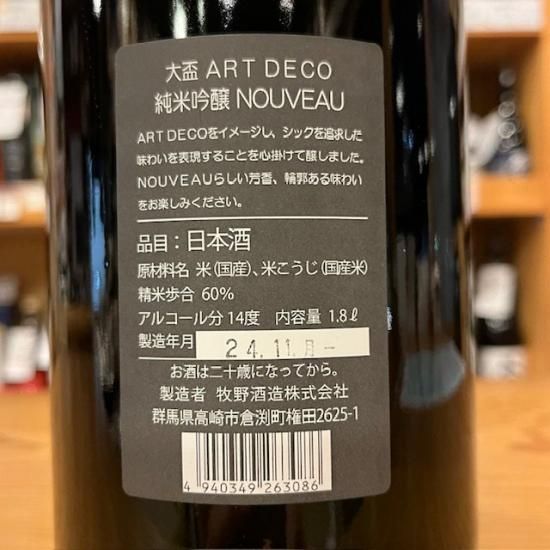 大盃 ART DECO
純米吟醸 NOUVEAU
ART DECOをイメージし、シックを追求した
味わいを表現することを心掛けて醸しました。
NOUVEAUらしい芳香、輪郭ある味わい
をお楽しみください。
品目：日本酒
原材料名 米（国産）、米こうじ（国産米）
精米歩合 60%
アルコール分14度 内容量 1.8ℓ
製造年月 24.11.月-
お酒は二十歳になってから。
製造者 牧野酒造株式会社
群馬県高崎市倉渕町権田2625-1
4 940349 263086